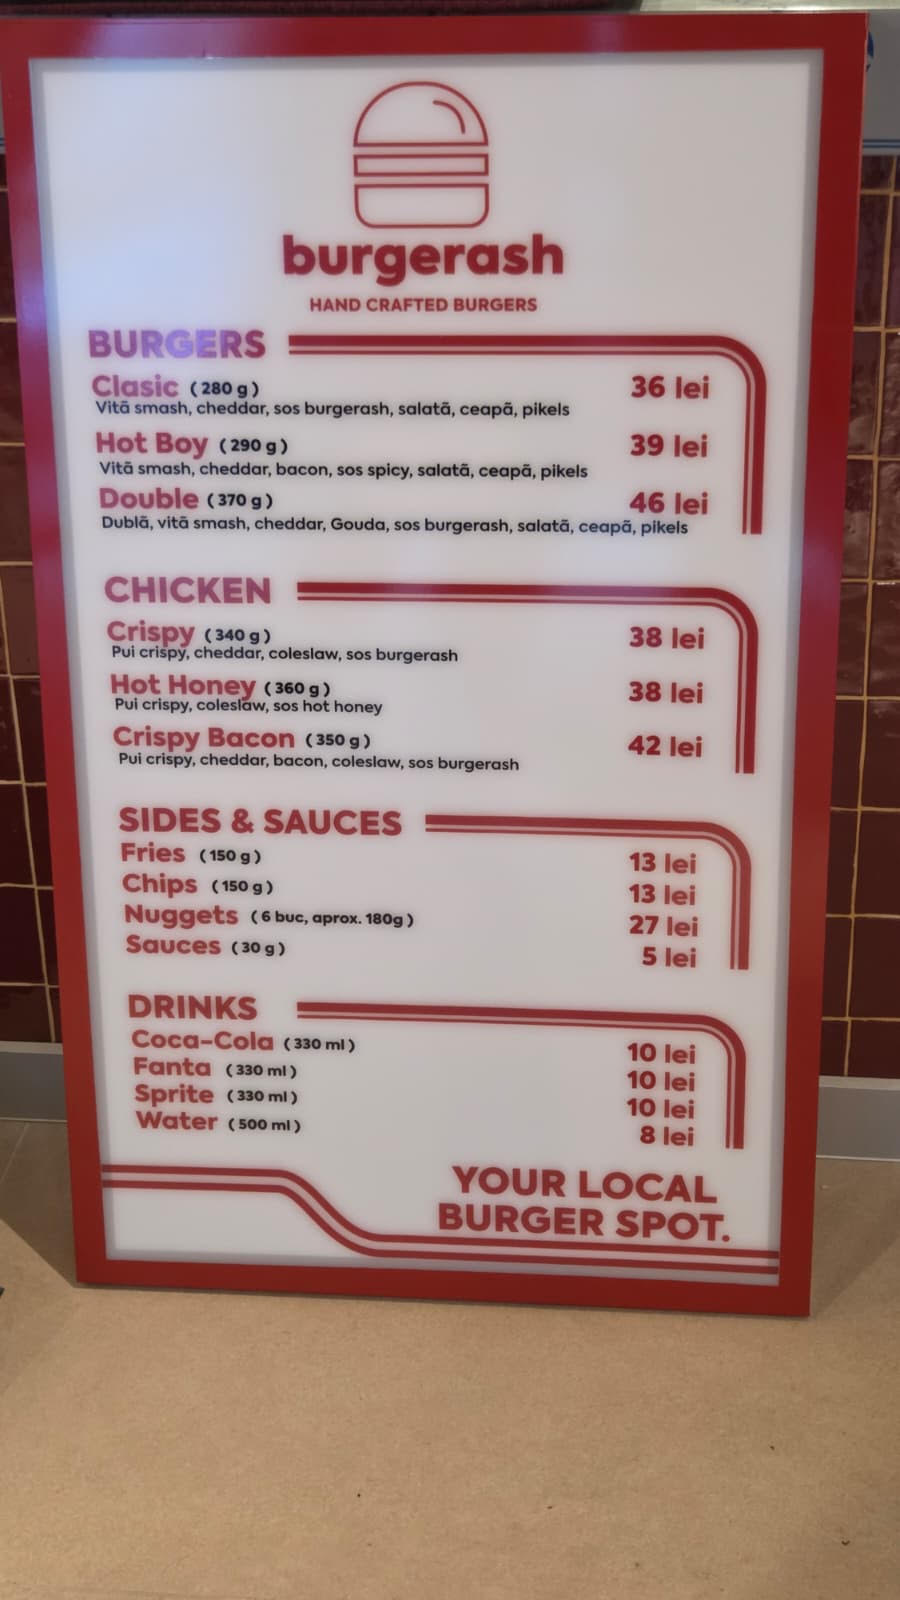 burgerash
HAND CRAFTED BURGERS
BURGERS
Clasic (280 g) 36 lei
Vită smash, cheddar, sos burgerash, salată, ceapă, pikels
Hot Boy (290 g) 39 lei
Vită smash, cheddar, bacon, sos spicy, salată, ceapă, pikels
Double (370 g) 46 lei
Dublă, vită smash, cheddar, Gouda, sos burgerash, salată, ceapă, pikels
CHICKEN
Crispy (340 g) 38 lei
Pui crispy, cheddar, coleslaw, sos burgerash
Hot Honey (360 g) 38 lei
Pui crispy, coleslaw, sos hot honey
Crispy Bacon (350 g) 42 lei
Pui crispy, cheddar, bacon, coleslaw, sos burgerash
SIDES & SAUCES
Fries (150 g) 13 lei
Chips (150 g) 13 lei
Nuggets (6 buc, aprox. 180g) 27 lei
Sauces (30 g) 5 lei
DRINKS
Coca-Cola (330 ml) 10 lei
Fanta (330 ml) 10 lei
Sprite (330 ml) 10 lei
Water (500 ml) 8 lei
YOUR LOCAL
BURGER SPOT.